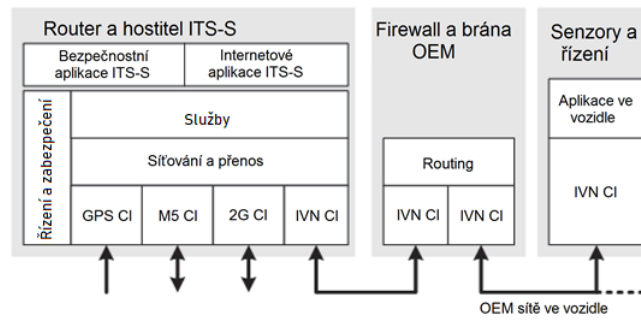 Router a hostitel ITS-S
Bezpečnostní
aplikace ITS-S
Internetové
aplikace ITS-S
Řízení a zabezpečení
Služby
Síťování a přenos
GPS CI
M5 CI
2G CI
IVN CI
Firewall a brána
OEM
Routing
IVN CI
IVN CI
Senzory a
řízení
Aplikace ve
vozidle
IVN CI
OEM sítě ve vozidle